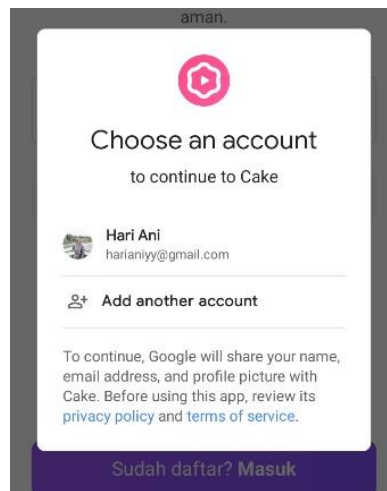 aman.
Choose an account
to continue to Cake
Hari Ani
harianiyy@gmail.com
Add another account
To continue, Google will share your name,
email address, and profile picture with
Cake. Before using this app, review its
privacy policy and terms of service.
Sudah daftar? Masuk